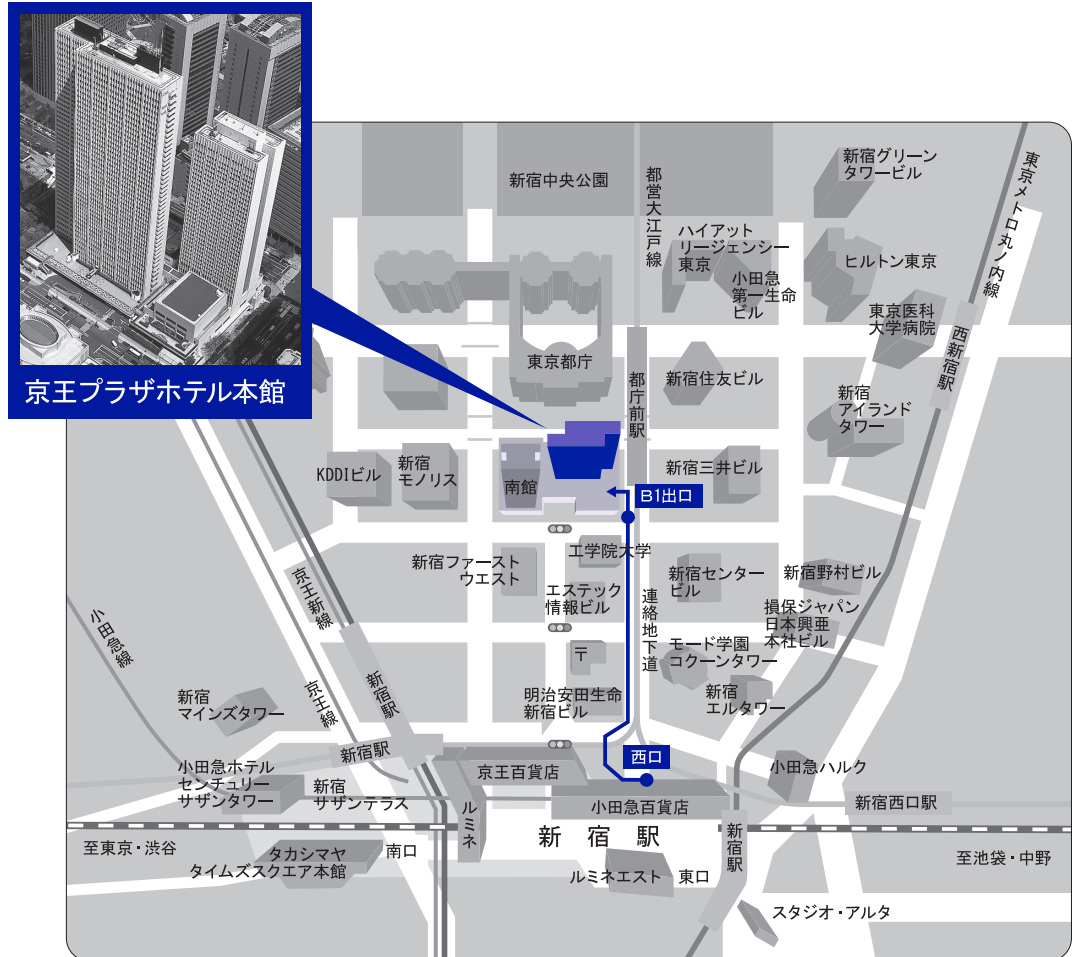 京王プラザホテル本館
新宿中央公園
都営大江戸線
新宿グリーン
タワービル
東京メトロ丸ノ内線
ハイアット
リージェンシー
東京
小田急
第一生命
ビル
ヒルトン東京
東京医科
大学病院
西新宿駅
東京都庁
都庁前駅
新宿住友ビル
新宿
アイランド
タワー
KDDIビル
新宿
モノリス
南館
新宿三井ビル
B1出口
工学院大学
新宿ファースト
ウエスト
エステック
情報ビル
連絡地下道
新宿センター
ビル
新宿野村ビル
損保ジャパン
日本興亜
本社ビル
京王新線
小田急線
〒
モード学園
コクーンタワー
新宿
マインズタワー
京王線
新宿駅
明治安田生命
新宿ビル
新宿
エルタワー
新宿駅
西口
小田急ホテル
センチュリー
サザンタワー
新宿
サザンテラス
京王百貨店
小田急ハルク
ルミネ
小田急百貨店
新宿西口駅
新宿駅
新宿駅
至東京・渋谷
タカシマヤ
タイムズスクエア本館
南口
ルミネエスト
東口
至池袋・中野
スタジオ・アルタ